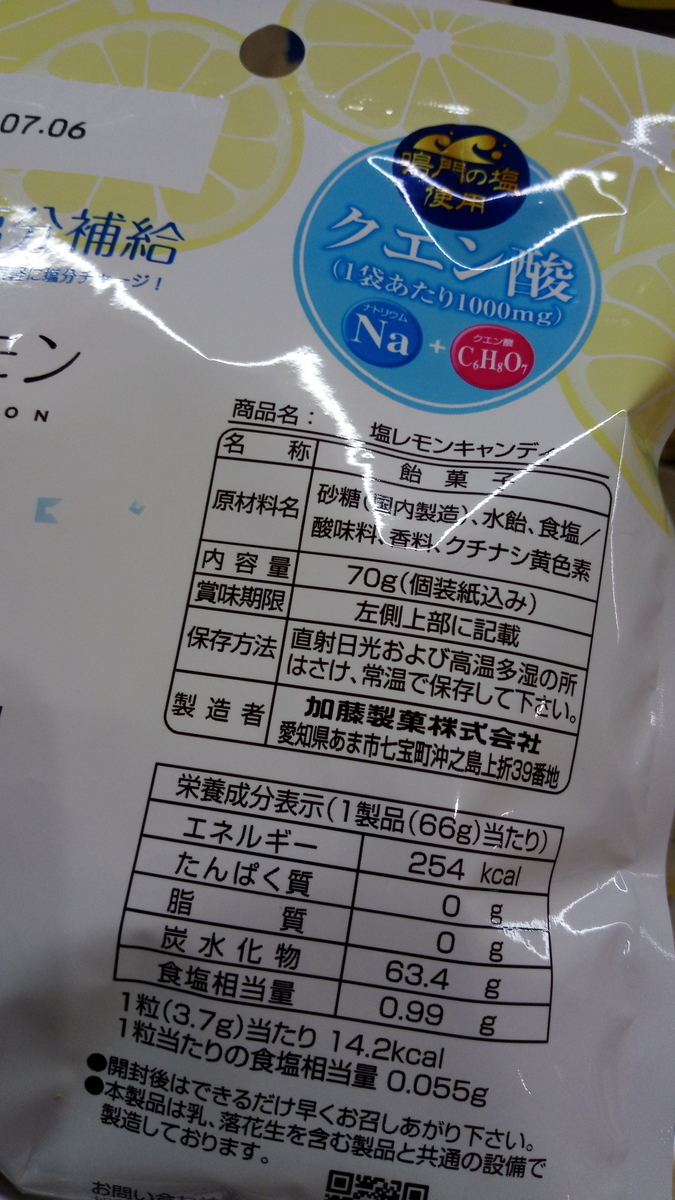 07.06
鳴門の塩
使用
クエン酸
(1袋あたり1000mg)
ナトリウム
Na
+
クエン酸
C6H8O7
補給
に塩分チャージ!
ON
商品名: 塩レモンキャンディ
名称 飴菓子
原材料名 砂糖(国内製造)、水飴、食塩/
酸味料、香料、クチナシ黄色素
内容量 70g(個装紙込み)
賞味期限 左側上部に記載
保存方法 直射日光および高温多湿の所
はさけ、常温で保存して下さい。
製造者 加藤製菓株式会社
愛知県あま市七宝町沖之島上折39番地
栄養成分表示(1製品(66g)当たり)
エネルギー 254 kcal
たんぱく質 0 g
脂質 0 g
炭水化物 63.4 g
食塩相当量 0.99 g
1粒(3.7g)当たり 14.2kcal
1粒当たりの食塩相当量 0.055g
●開封後はできるだけ早くお召しあがり下さい。
●本製品は乳、落花生を含む製品と共通の設備で
製造しております。